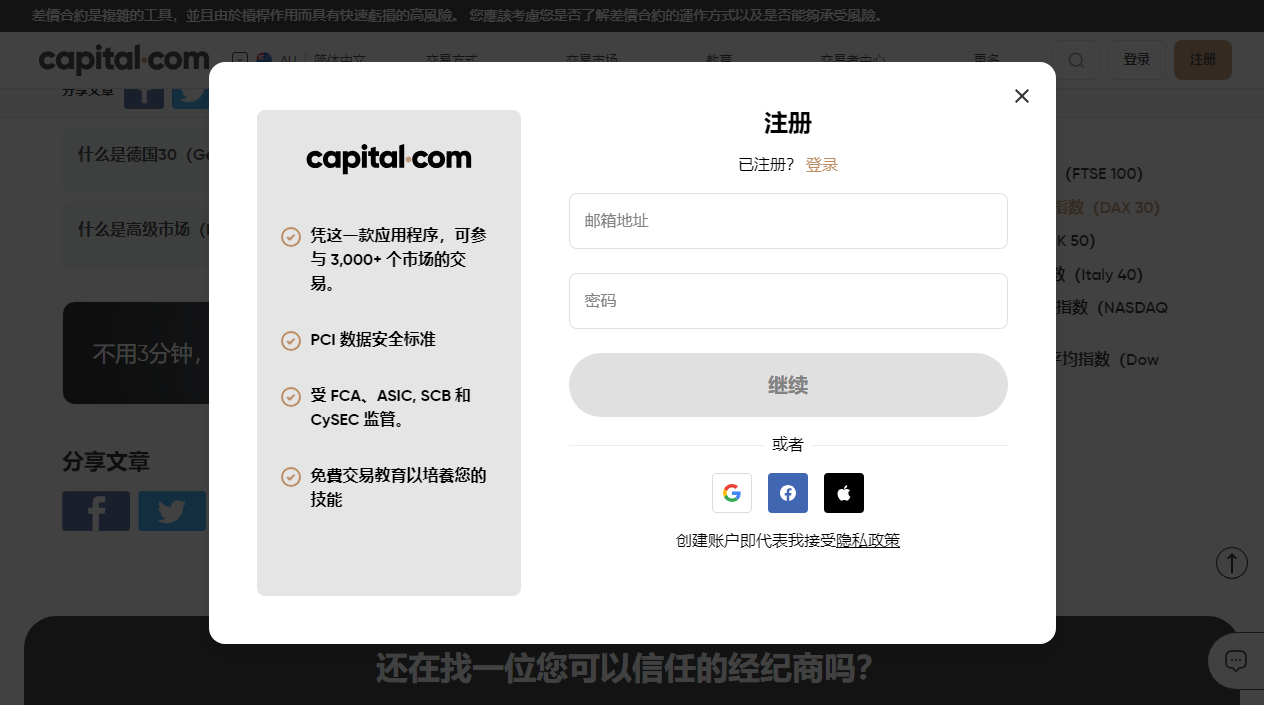 差價合約是複雜的工具，並且由於槓桿作用而具有快速虧損的高風險。 您應該考慮您是否了解差價合約的運作方式以及是否能夠承受風險。
capital.com
AU
简体中文
交易方式
交易市场
教育
交易者中心
更多
登录
注册
分享文章
什么是德国30（Ge
什么是高级市场（
不用3分钟，
分享文章
(FTSE 100)
指数（DAX 30)
K 50)
数（Italy 40)
指数（NASDAQ
平均指数（Dow
capital.com
凭这一款应用程序，可参
与 3,000+ 个市场的交
易。
PCI 数据安全标准
受 FCA、ASIC, SCB 和
CySEC 监管。
免費交易教育以培養您的
技能
注册
已注册？ 登录
邮箱地址
密码
继续
或者
创建账户即代表我接受隐私政策
还在找一位您可以信任的经纪商吗？